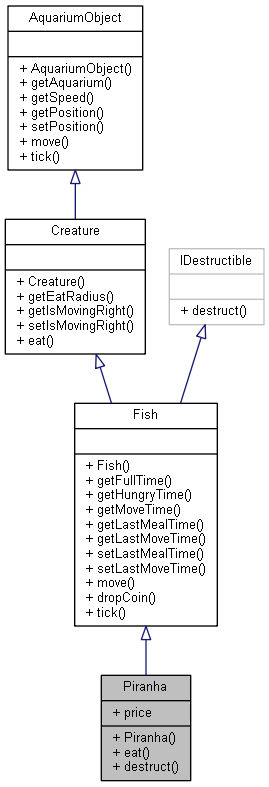 AquariumObject
+ AquariumObject()
+ getAquarium()
+ getSpeed()
+ getPosition()
+ setPosition()
+ move()
+ tick()
Creature
+ Creature()
+ getEatRadius()
+ getIsMovingRight()
+ setIsMovingRight()
+ eat()
IDestructible
+ destruct()
Fish
+ Fish()
+ getFullTime()
+ getHungryTime()
+ getMoveTime()
+ getLastMealTime()
+ getLastMoveTime()
+ setLastMealTime()
+ setLastMoveTime()
+ move()
+ dropCoin()
+ tick()
Piranha
+ price
+ Piranha()
+ eat()
+ destruct()